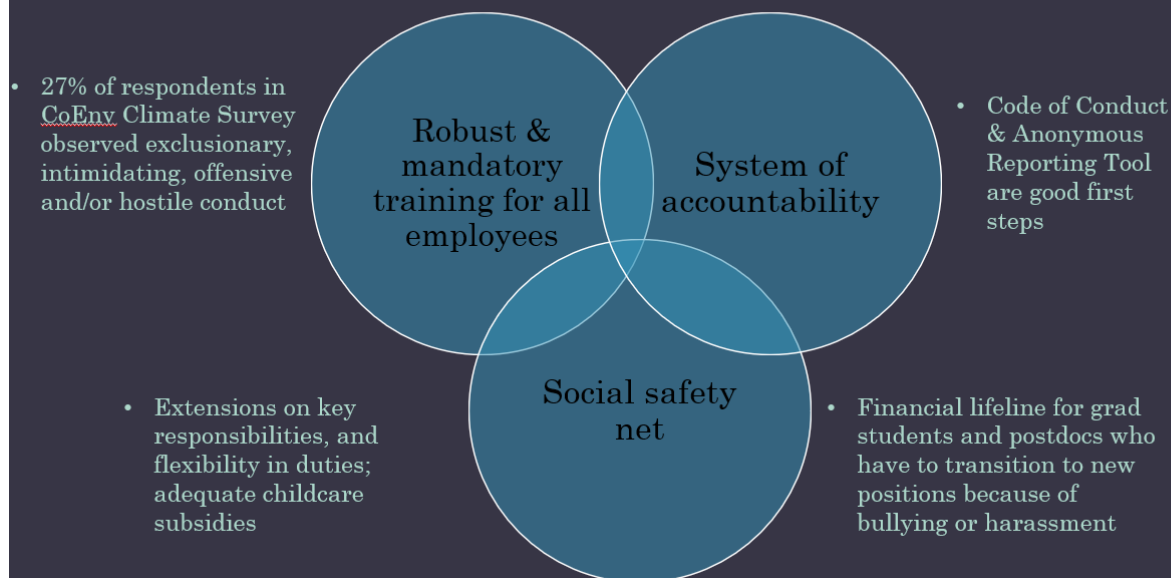 • 27% of respondents in
CoEnv Climate Survey
observed exclusionary,
intimidating, offensive
and/or hostile conduct
Robust &
mandatory
training for all
employees
System of
accountability
• Code of Conduct
& Anonymous
Reporting Tool
are good first
steps
• Extensions on key
responsibilities, and
flexibility in duties;
adequate childcare
subsidies
Social safety
net
• Financial lifeline for grad
students and postdocs who
have to transition to new
positions because of
bullying or harassment